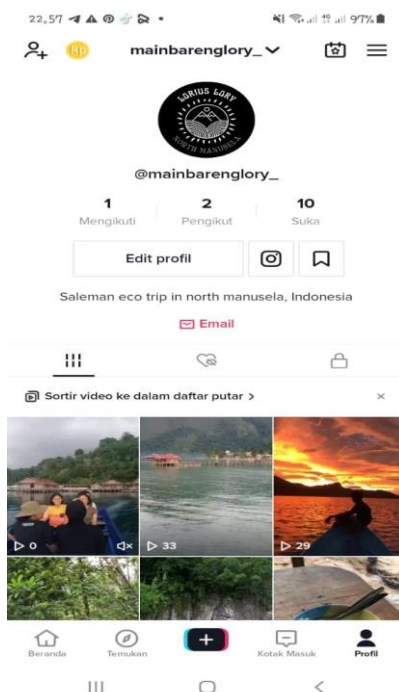 22,57
97%
Rp
mainbarenglory_
LORIUS LORY
NORTH MANUSELA
@mainbarenglory_
1 2 10
Mengikuti Pengikut Suka
Edit profil
Saleman eco trip in north manusela, Indonesia
Email
Sortir video ke dalam daftar putar >
×
0 33 29
Beranda Temukan Kotak Masuk Profil